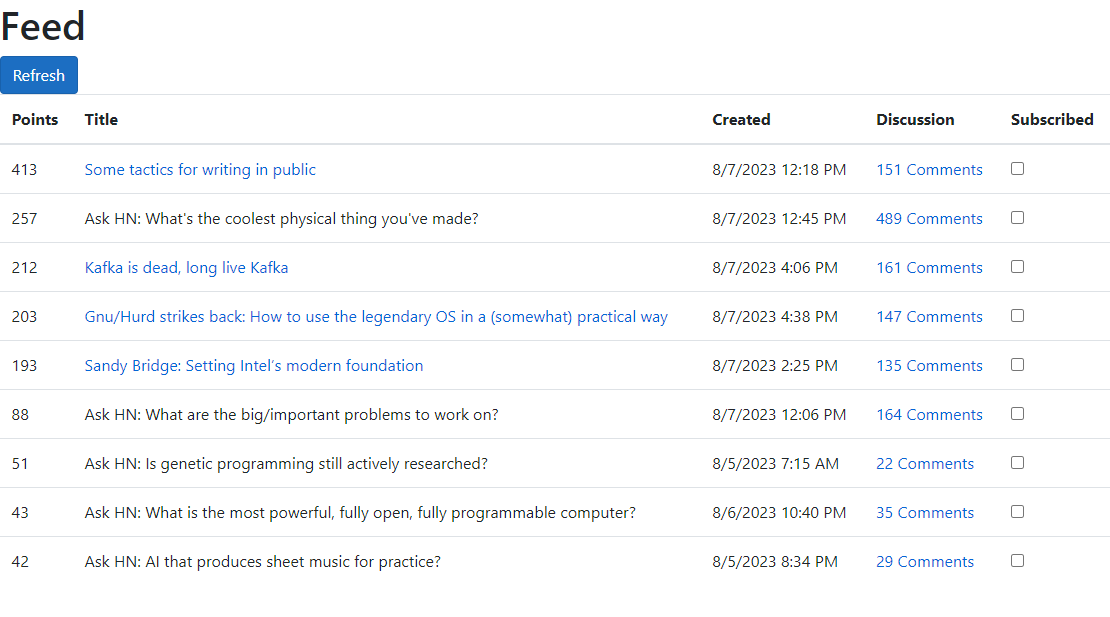 Feed
Refresh
Points Title Created Discussion Subscribed
413 Some tactics for writing in public 8/7/2023 12:18 PM 151 Comments
257 Ask HN: What's the coolest physical thing you've made? 8/7/2023 12:45 PM 489 Comments
212 Kafka is dead, long live Kafka 8/7/2023 4:06 PM 161 Comments
203 Gnu/Hurd strikes back: How to use the legendary OS in a (somewhat) practical way 8/7/2023 4:38 PM 147 Comments
193 Sandy Bridge: Setting Intel’s modern foundation 8/7/2023 2:25 PM 135 Comments
88 Ask HN: What are the big/important problems to work on? 8/7/2023 12:06 PM 164 Comments
51 Ask HN: Is genetic programming still actively researched? 8/5/2023 7:15 AM 22 Comments
43 Ask HN: What is the most powerful, fully open, fully programmable computer? 8/6/2023 10:40 PM 35 Comments
42 Ask HN: AI that produces sheet music for practice? 8/5/2023 8:34 PM 29 Comments